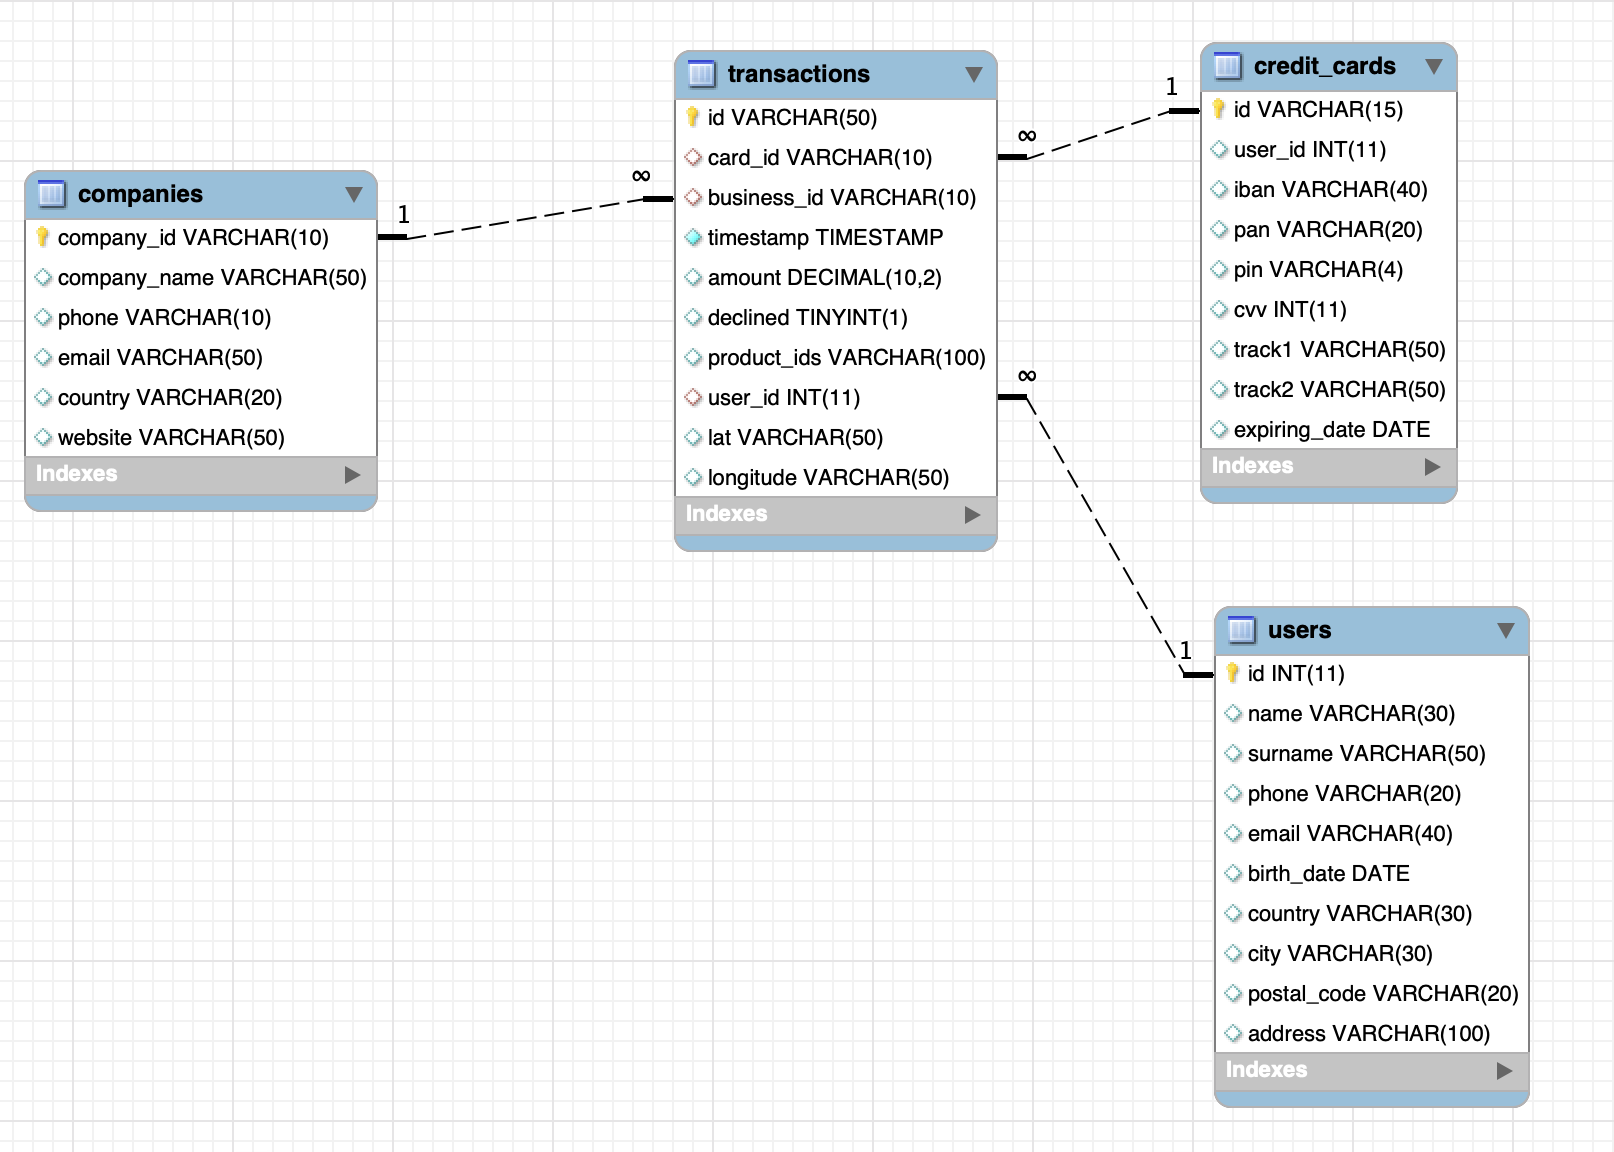 companies
company_id VARCHAR(10)
company_name VARCHAR(50)
phone VARCHAR(10)
email VARCHAR(50)
country VARCHAR(20)
website VARCHAR(50)
Indexes
1
∞
transactions
id VARCHAR(50)
card_id VARCHAR(10)
business_id VARCHAR(10)
timestamp TIMESTAMP
amount DECIMAL(10,2)
declined TINYINT(1)
product_ids VARCHAR(100)
user_id INT(11)
lat VARCHAR(50)
longitude VARCHAR(50)
Indexes
∞
1
credit_cards
id VARCHAR(15)
user_id INT(11)
iban VARCHAR(40)
pan VARCHAR(20)
pin VARCHAR(4)
cvv INT(11)
track1 VARCHAR(50)
track2 VARCHAR(50)
expiring_date DATE
Indexes
∞
1
users
id INT(11)
name VARCHAR(30)
surname VARCHAR(50)
phone VARCHAR(20)
email VARCHAR(40)
birth_date DATE
country VARCHAR(30)
city VARCHAR(30)
postal_code VARCHAR(20)
address VARCHAR(100)
Indexes